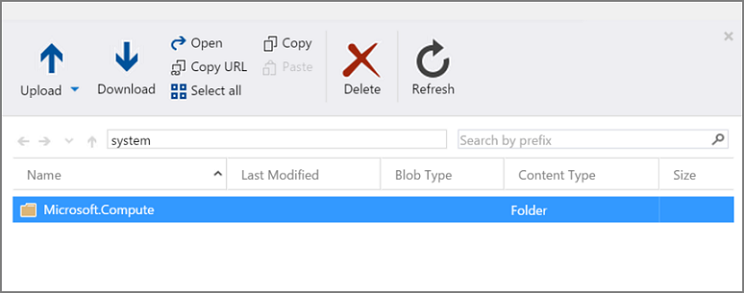 Upload
Download
Open
Copy URL
Select all
Copy
Paste
Delete
Refresh
system
Search by prefix
Name Last Modified Blob Type Content Type Size
Microsoft.Compute Folder